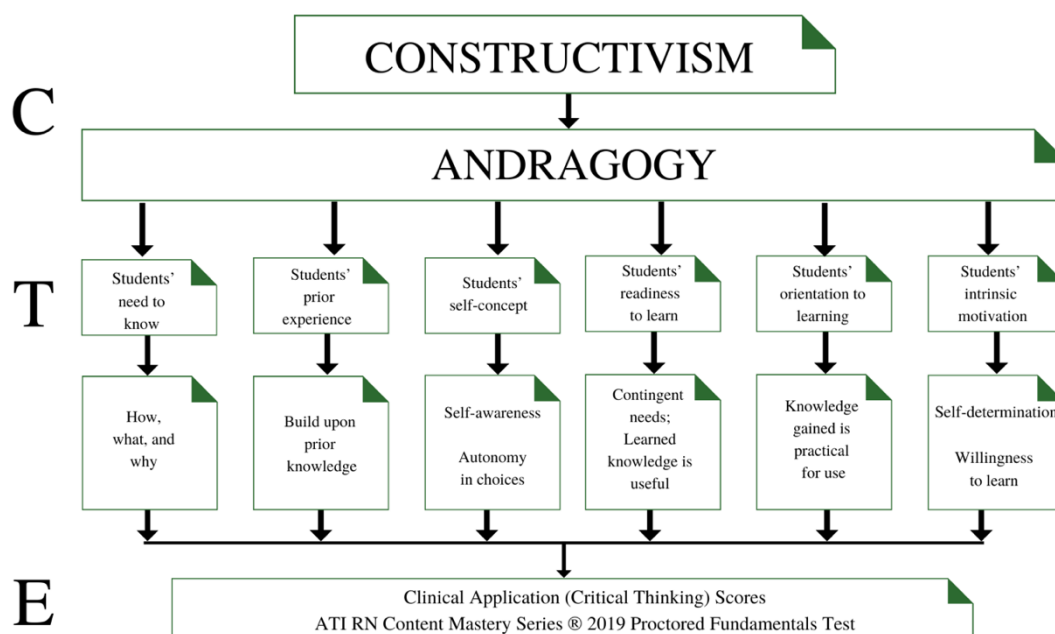 CONSTRUCTIVISM
C
ANDRAGOGY
T
Students'
need to
know
Students'
prior
experience
Students'
self-concept
Students'
readiness
to learn
Students'
orientation to
learning
Students'
intrinsic
motivation
How,
what, and
why
Build upon
prior
knowledge
Self-awareness
Autonomy
in choices
Contingent
needs;
Learned
knowledge is
useful
Knowledge
gained is
practical
for use
Self-determination
Willingness
to learn
E
Clinical Application (Critical Thinking) Scores
ATI RN Content Mastery Series ® 2019 Proctored Fundamentals Test